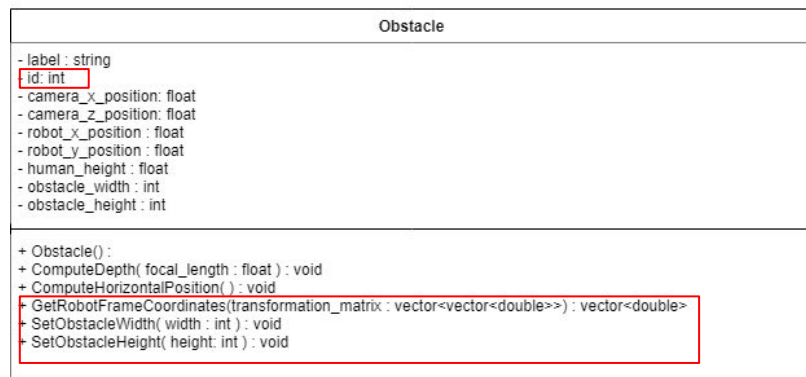 Obstacle
- label : string
- id: int
- camera_x_position: float
- camera_z_position: float
- robot_x_position : float
- robot_y_position : float
- human_height : float
- obstacle_width : int
- obstacle_height : int
+ Obstacle() :
+ ComputeDepth( focal_length : float ) : void
+ ComputeHorizontalPosition( ) : void
+ GetRobotFrameCoordinates(transformation_matrix : vector<vector<double>>) : vector<double>
+ SetObstacleWidth( width : int ) : void
+ SetObstacleHeight( height: int ) : void